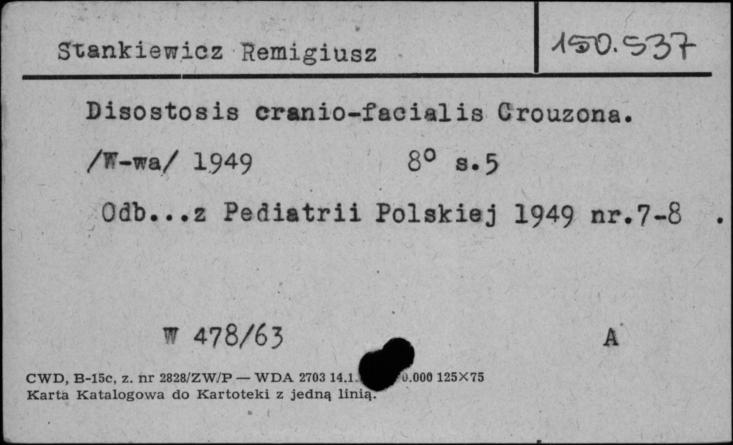 Stankiewicz Remigiusz
150.537
Disostosis cranio-facialis Crouzona.
/W-wa/ 1949 8° s.5
Odb...z Pediatrii Polskiej 1949 nr.7-8 .
W 478/63 A
CWD, B-15c, z. nr 2828/ZW/P — WDA 2703 14.1. 0.000 125×75
Karta Katalogowa do Kartoteki z jedną linią.